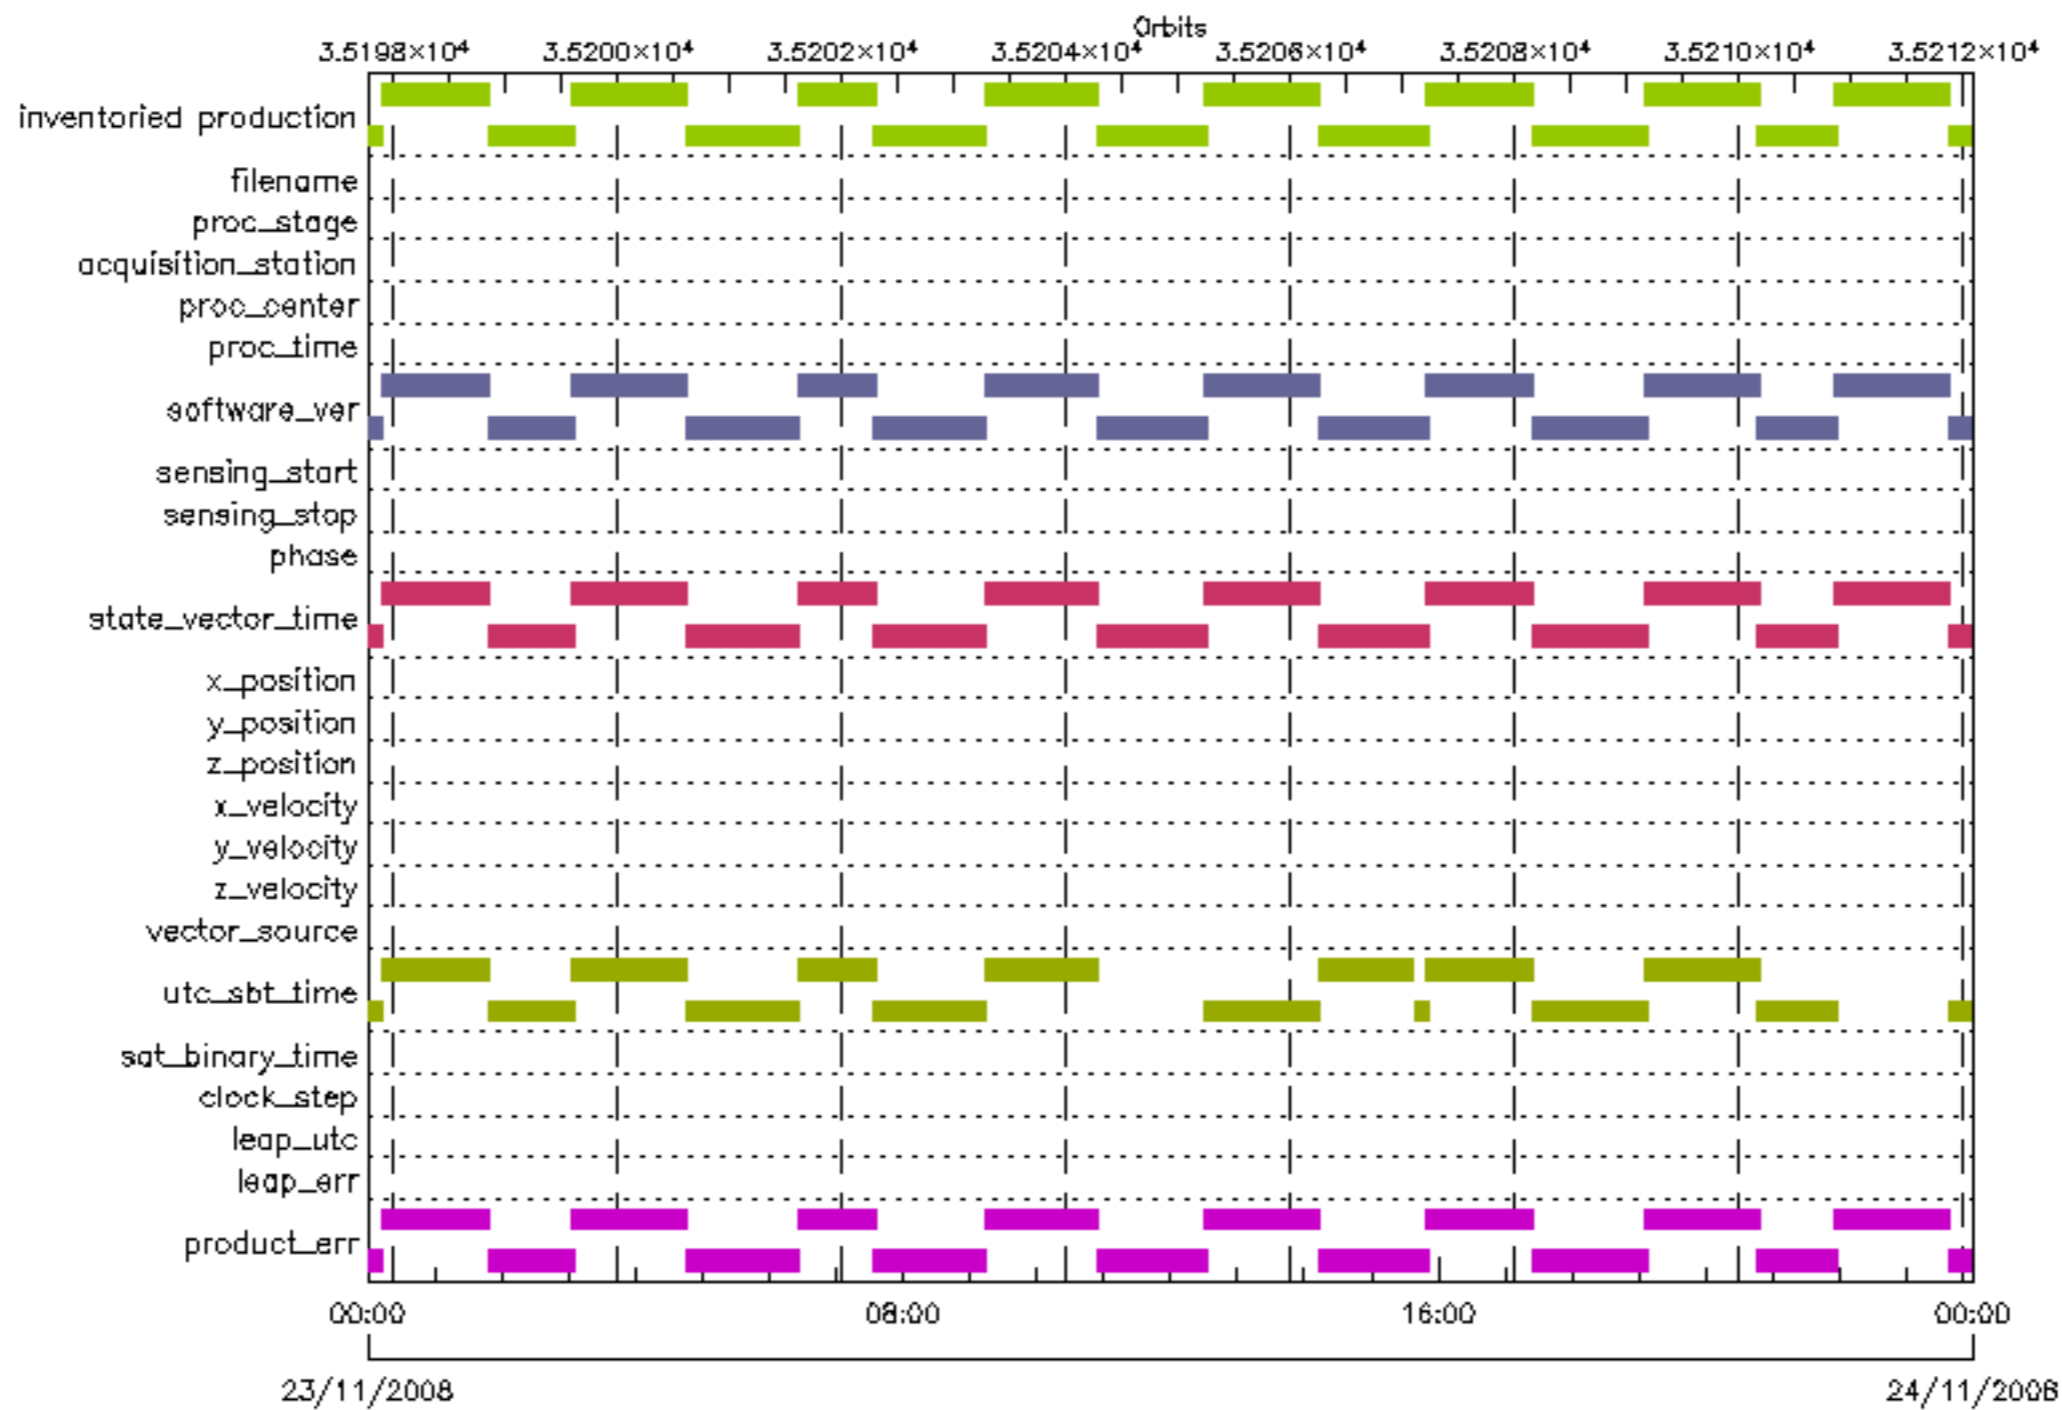 Orbits
3.5198×10⁴ 3.5200×10⁴ 3.5202×10⁴ 3.5204×10⁴ 3.5206×10⁴ 3.5208×10⁴ 3.5210×10⁴ 3.5212×10⁴
inventoried production
filename
proc_stage
acquisition_station
proc_center
proc_time
software_ver
sensing_start
sensing_stop
phase
state_vector_time
x_position
y_position
z_position
x_velocity
y_velocity
z_velocity
vector_source
utc_sbt_time
sat_binary_time
clock_step
leap_utc
leap_err
product_err
00:00 08:00 16:00 00:00
23/11/2008 24/11/2008